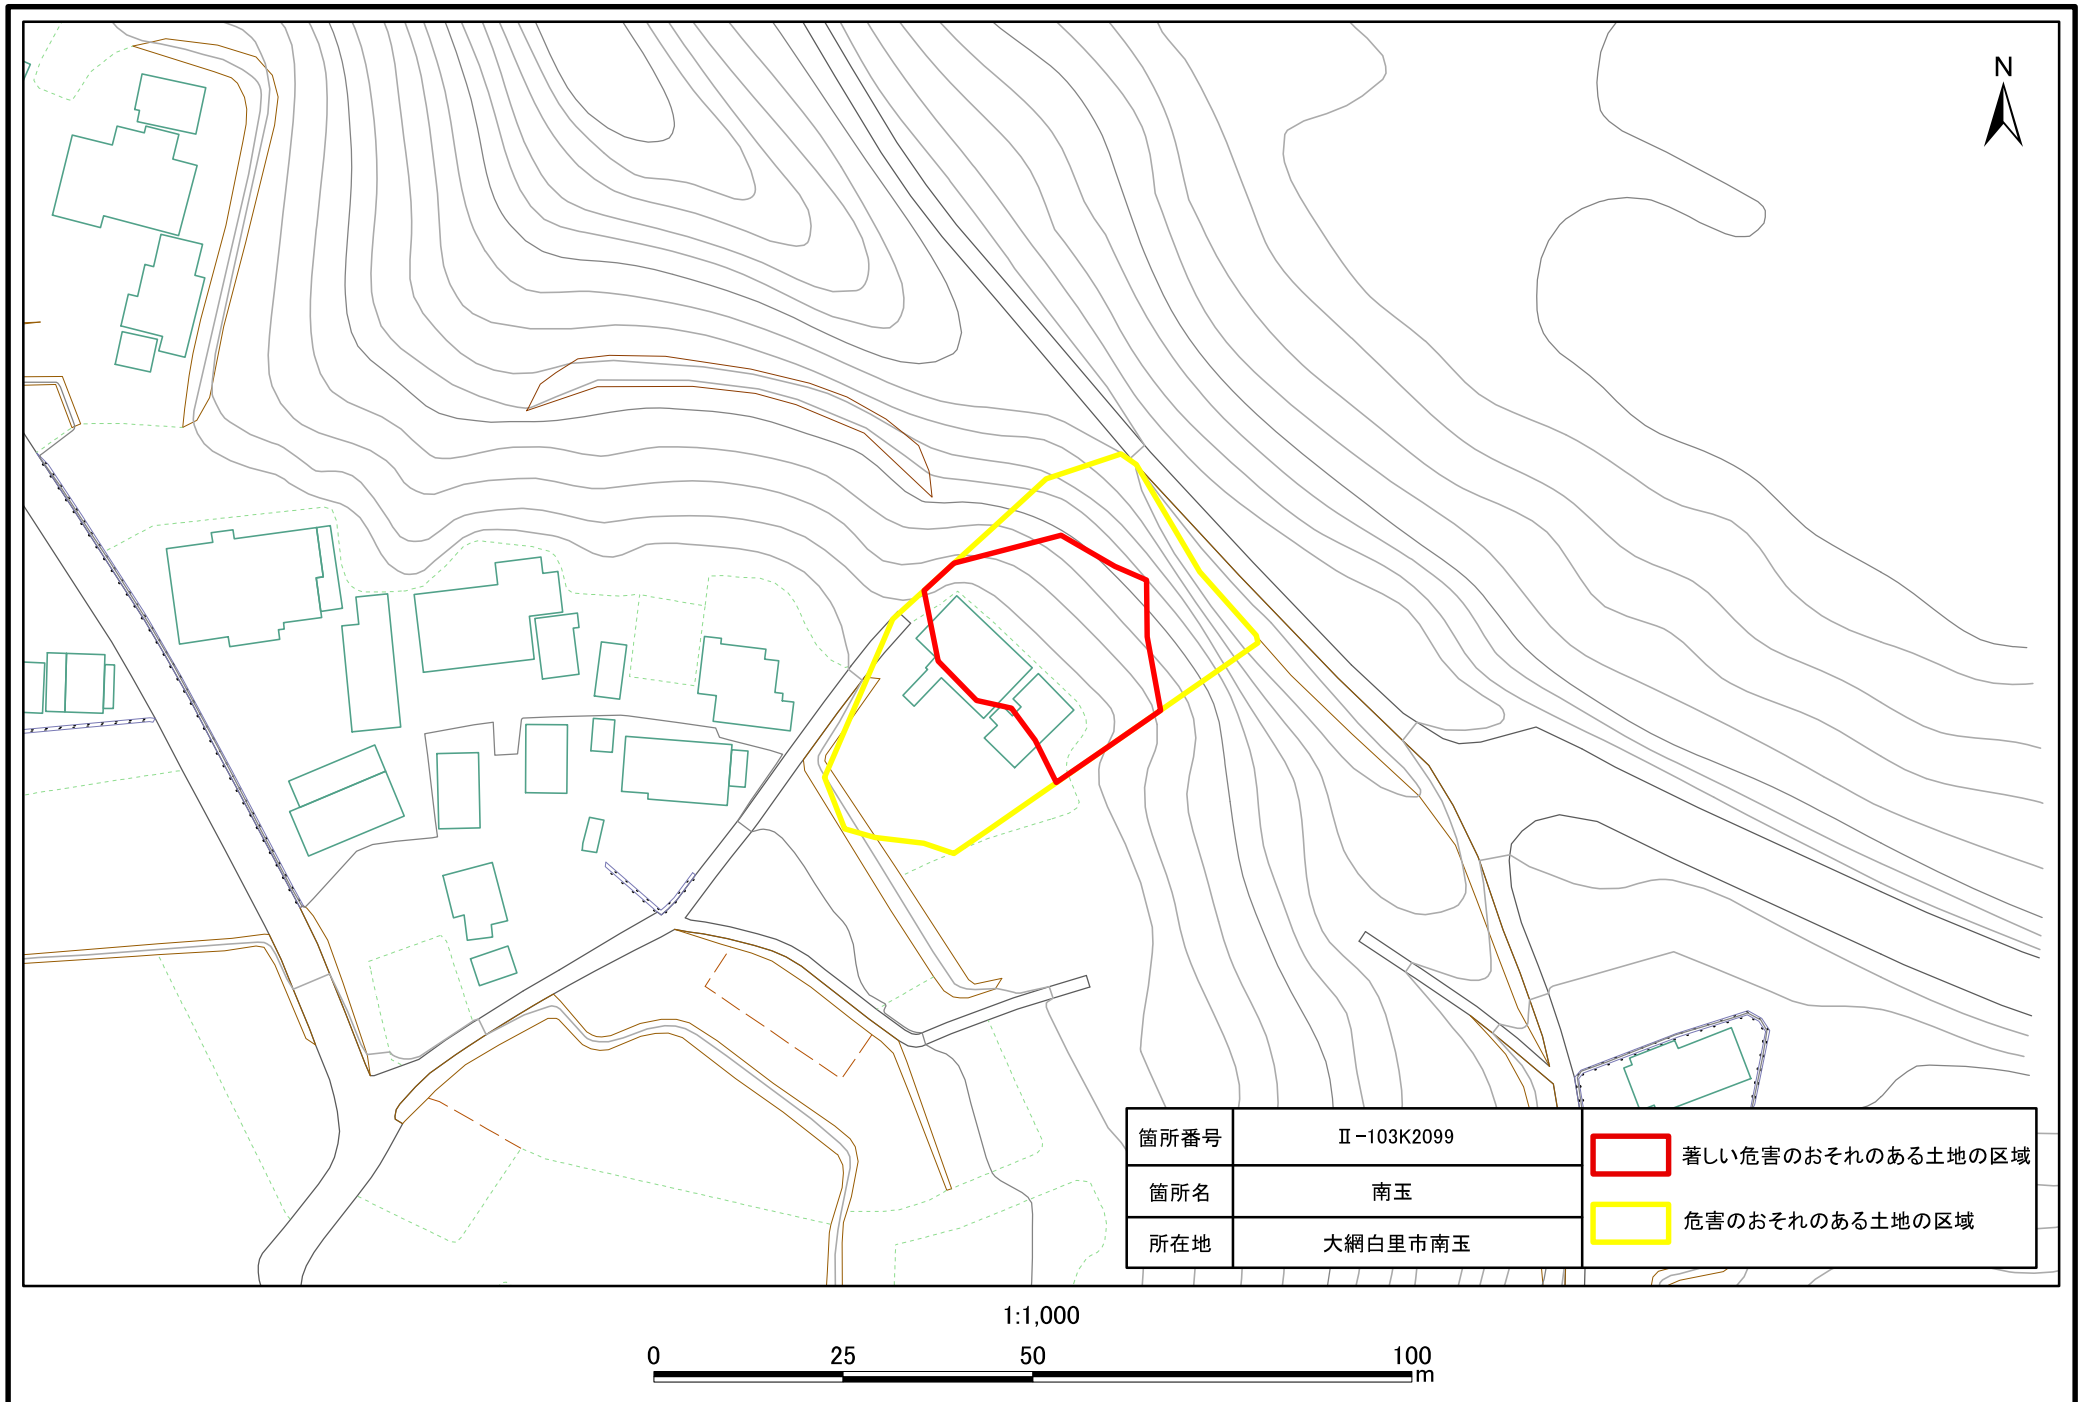 N
箇所番号 Ⅱ-103K2099
箇所名 南玉
所在地 大網白里市南玉
著しい危害のおそれのある土地の区域
危害のおそれのある土地の区域
1:1,000
0 25 50 100
m